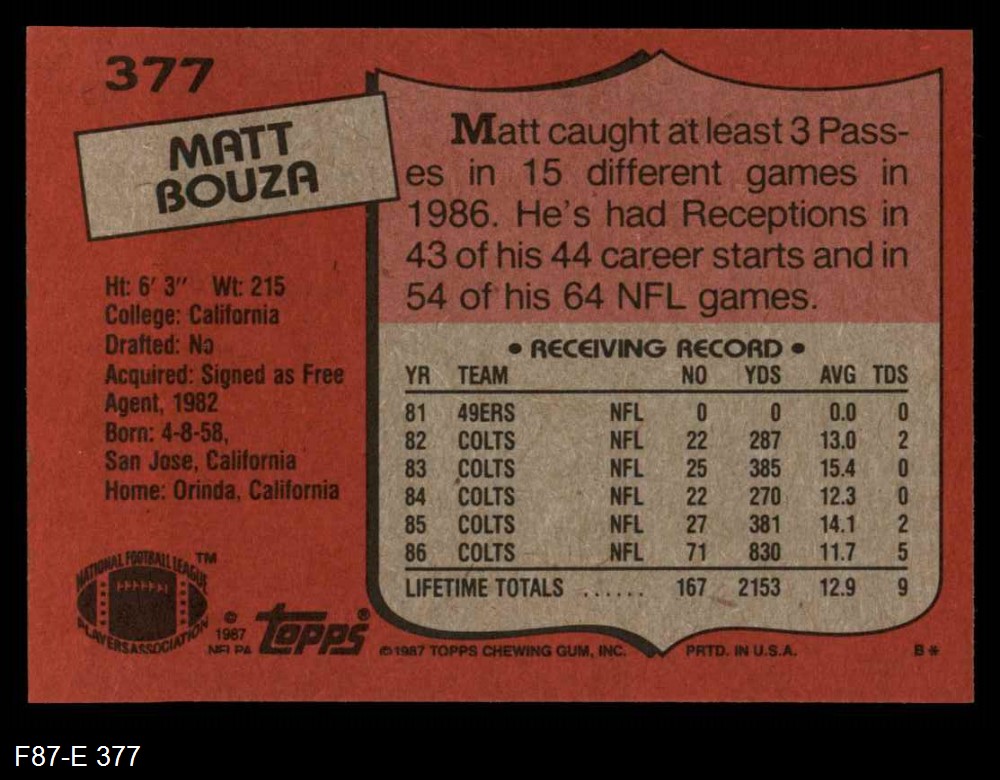 377
MATT
BOUZA
Matt caught at least 3 Pass-
es in 15 different games in
1986. He's had Receptions in
43 of his 44 career starts and in
54 of his 64 NFL games.
Ht: 6' 3" Wt: 215
College: California
Drafted: No
Acquired: Signed as Free
Agent, 1982
Born: 4-8-58,
San Jose, California
Home: Orinda, California
• RECEIVING RECORD •
YR TEAM NO YDS AVG TDS
81 49ERS NFL 0 0 0.0 0
82 COLTS NFL 22 287 13.0 2
83 COLTS NFL 25 385 15.4 0
84 COLTS NFL 22 270 12.3 0
85 COLTS NFL 27 381 14.1 2
86 COLTS NFL 71 830 11.7 5
LIFETIME TOTALS ...... 167 2153 12.9 9
NATIONAL FOOTBALL LEAGUE TM
PLAYERS ASSOCIATION
©
1987
NFLPA
Topps
© 1987 TOPPS CHEWING GUM, INC. PRTD. IN U.S.A. B*
F87-E 377